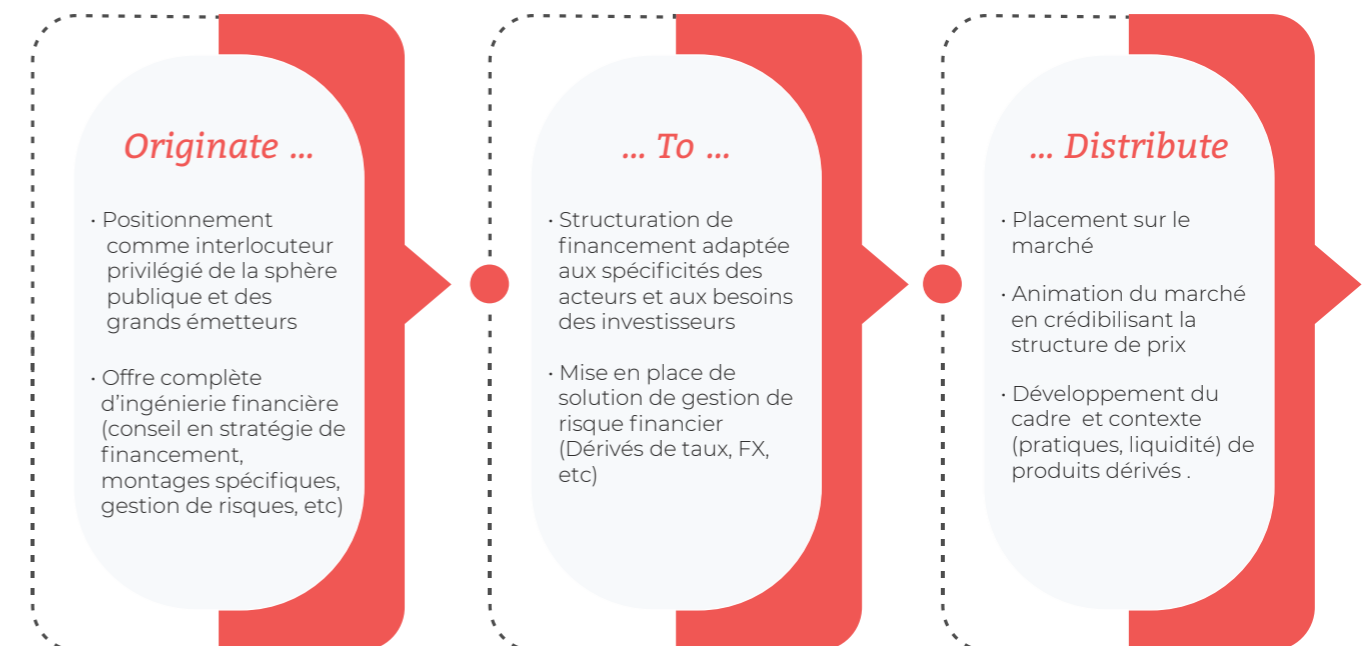 Originate ...
· Positionnement
comme interlocuteur
privilégié de la sphère
publique et des
grands émetteurs
· Offre complète
d’ingénierie financière
(conseil en stratégie de
financement,
montages spécifiques,
gestion de risques, etc)
... To ...
· Structuration de
financement adaptée
aux spécificités des
acteurs et aux besoins
des investisseurs
· Mise en place de
solution de gestion de
risque financier
(Dérivés de taux, FX,
etc)
... Distribute
· Placement sur le
marché
· Animation du marché
en crédibilisant la
structure de prix
· Développement du
cadre et contexte
(pratiques, liquidité) de
produits dérivés .